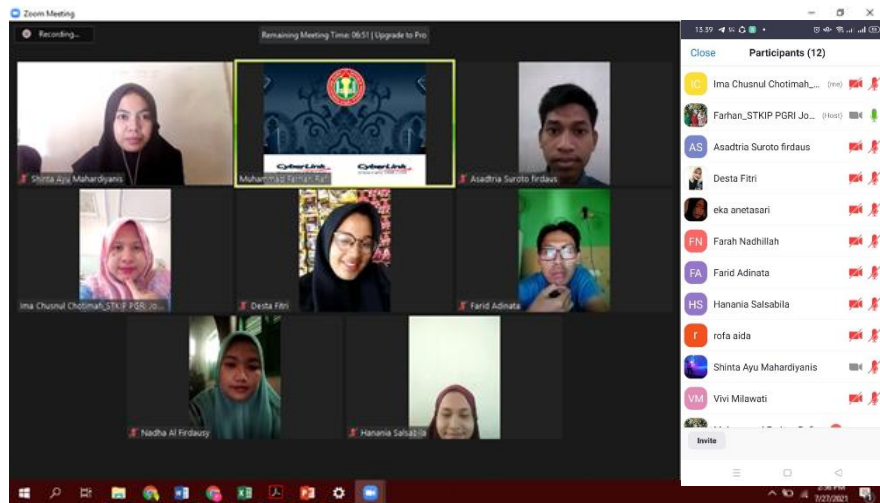 Zoom Meeting
Recording...
Remaining Meeting Time: 06:51 | Upgrade to Pro
Shinta Ayu Mahardiyanis
CyberLink
CyberLink
Muhammad Farhan Rafi
Asadtria Suroto firdaus
Ima Chusnul Chotimah_STKIP PGRI Jo...
Desta Fitri
Farid Adinata
Nadha Al Firdausy
Hanania Salsabila
13.39
Close
Participants (12)
IC
Ima Chusnul Chotimah_... (me)
Farhan_STKIP PGRI Jo... (Host)
AS
Asadtria Suroto firdaus
Desta Fitri
eka anetasari
FN
Farah Nadhillah
FA
Farid Adinata
HS
Hanania Salsabila
r
rofa aida
Shinta Ayu Mahardiyanis
VM
Vivi Milawati
Invite
7/27/2021